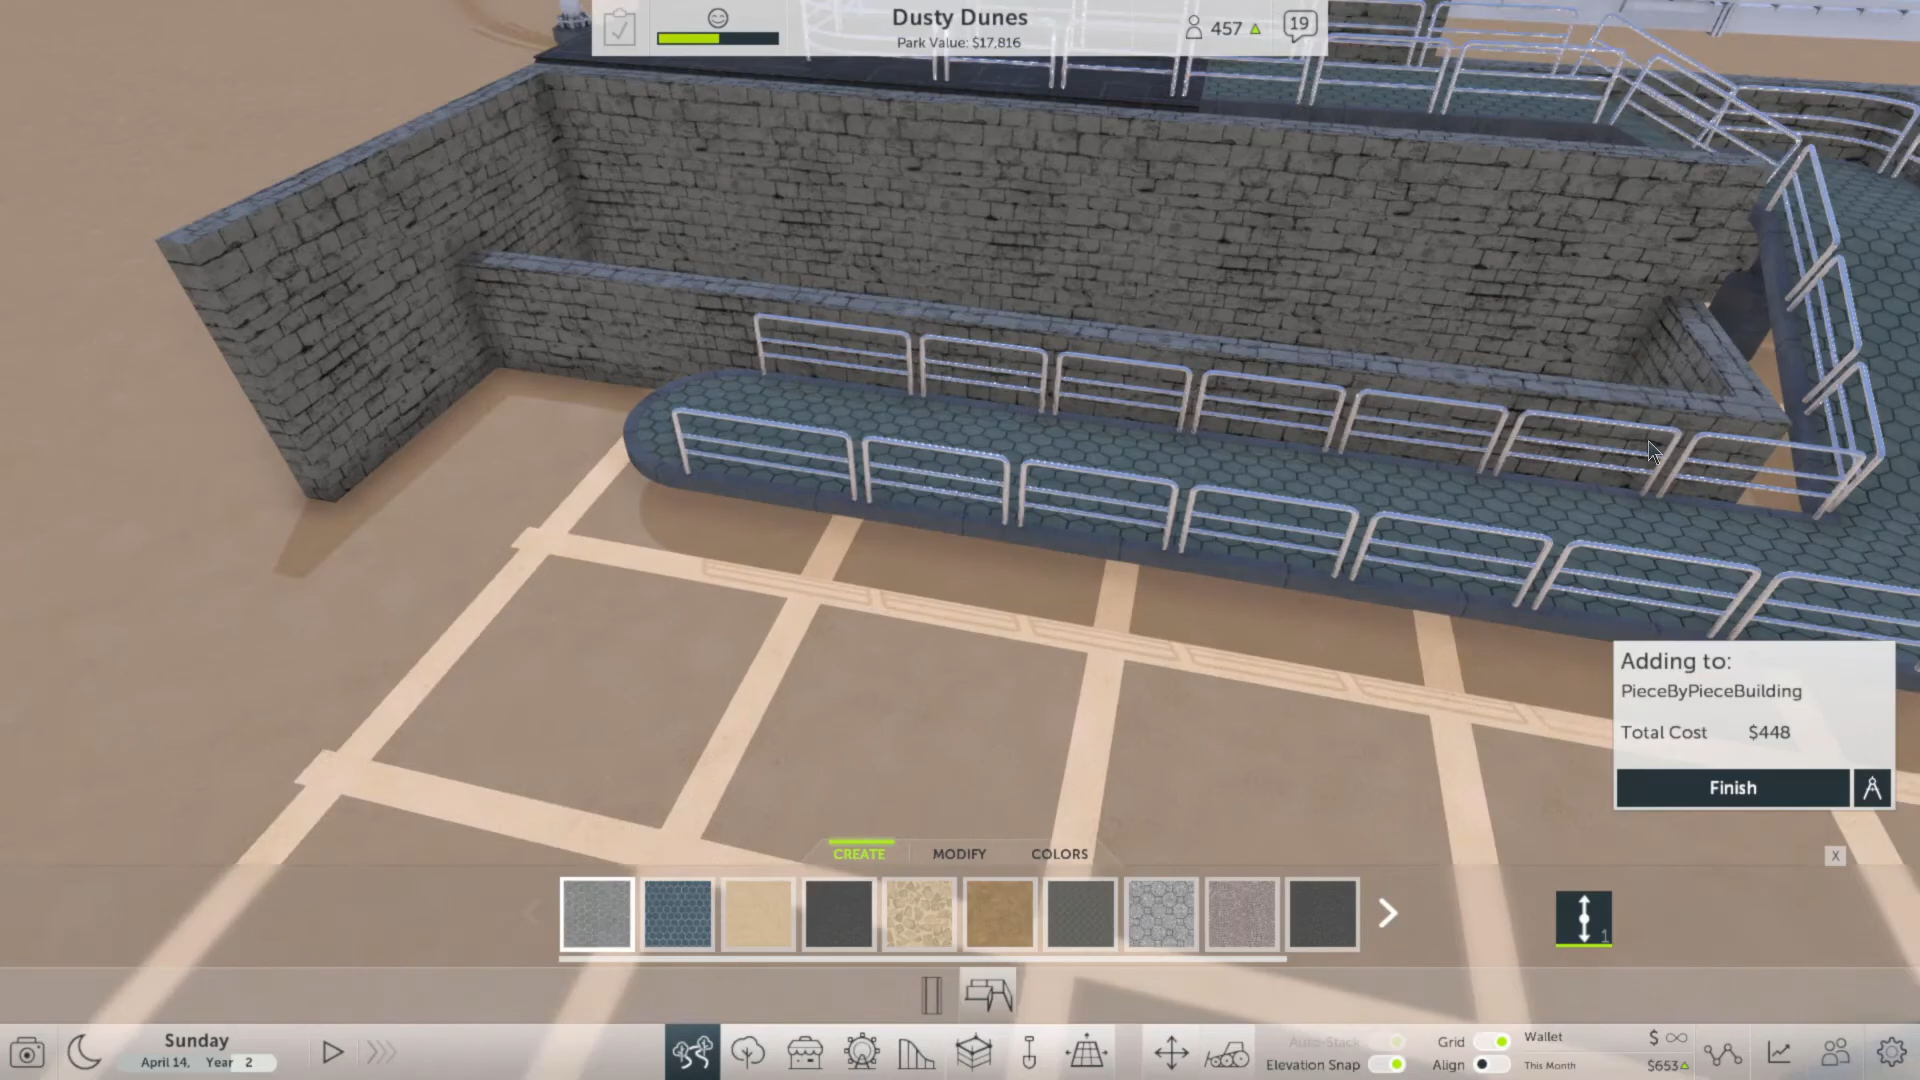 Dusty Dunes
Park Value: $17,816
457
19
Adding to:
PieceByPieceBuilding
Total Cost $448
Finish
CREATE MODIFY COLORS
X
1
Sunday
April 14, Year 2
Auto-Stack
Elevation Snap
Grid
Align
Wallet $ ∞
This Month $653